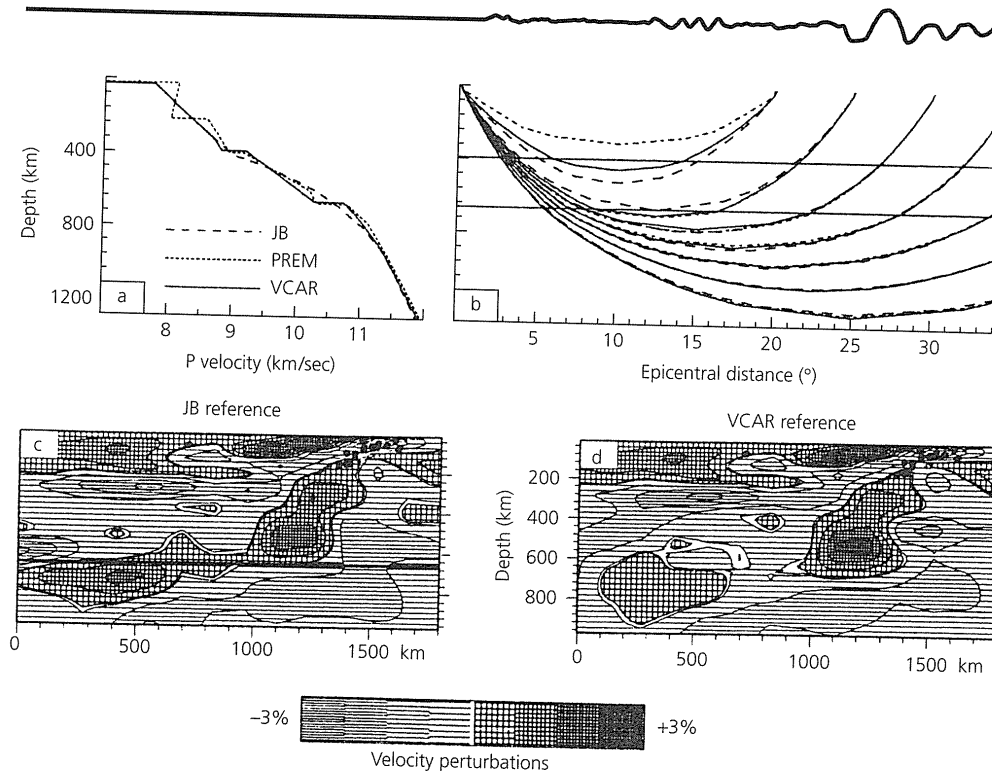 400
800
1200
Depth (km)
JB
PREM
VCAR
a
8
9
10
11
P velocity (km/sec)
b
5
10
15
20
25
30
Epicentral distance (°)
JB reference
c
0
500
1000
1500 km
VCAR reference
d
200
400
600
800
Depth (km)
0
500
1000
1500 km
−3%
+3%
Velocity perturbations